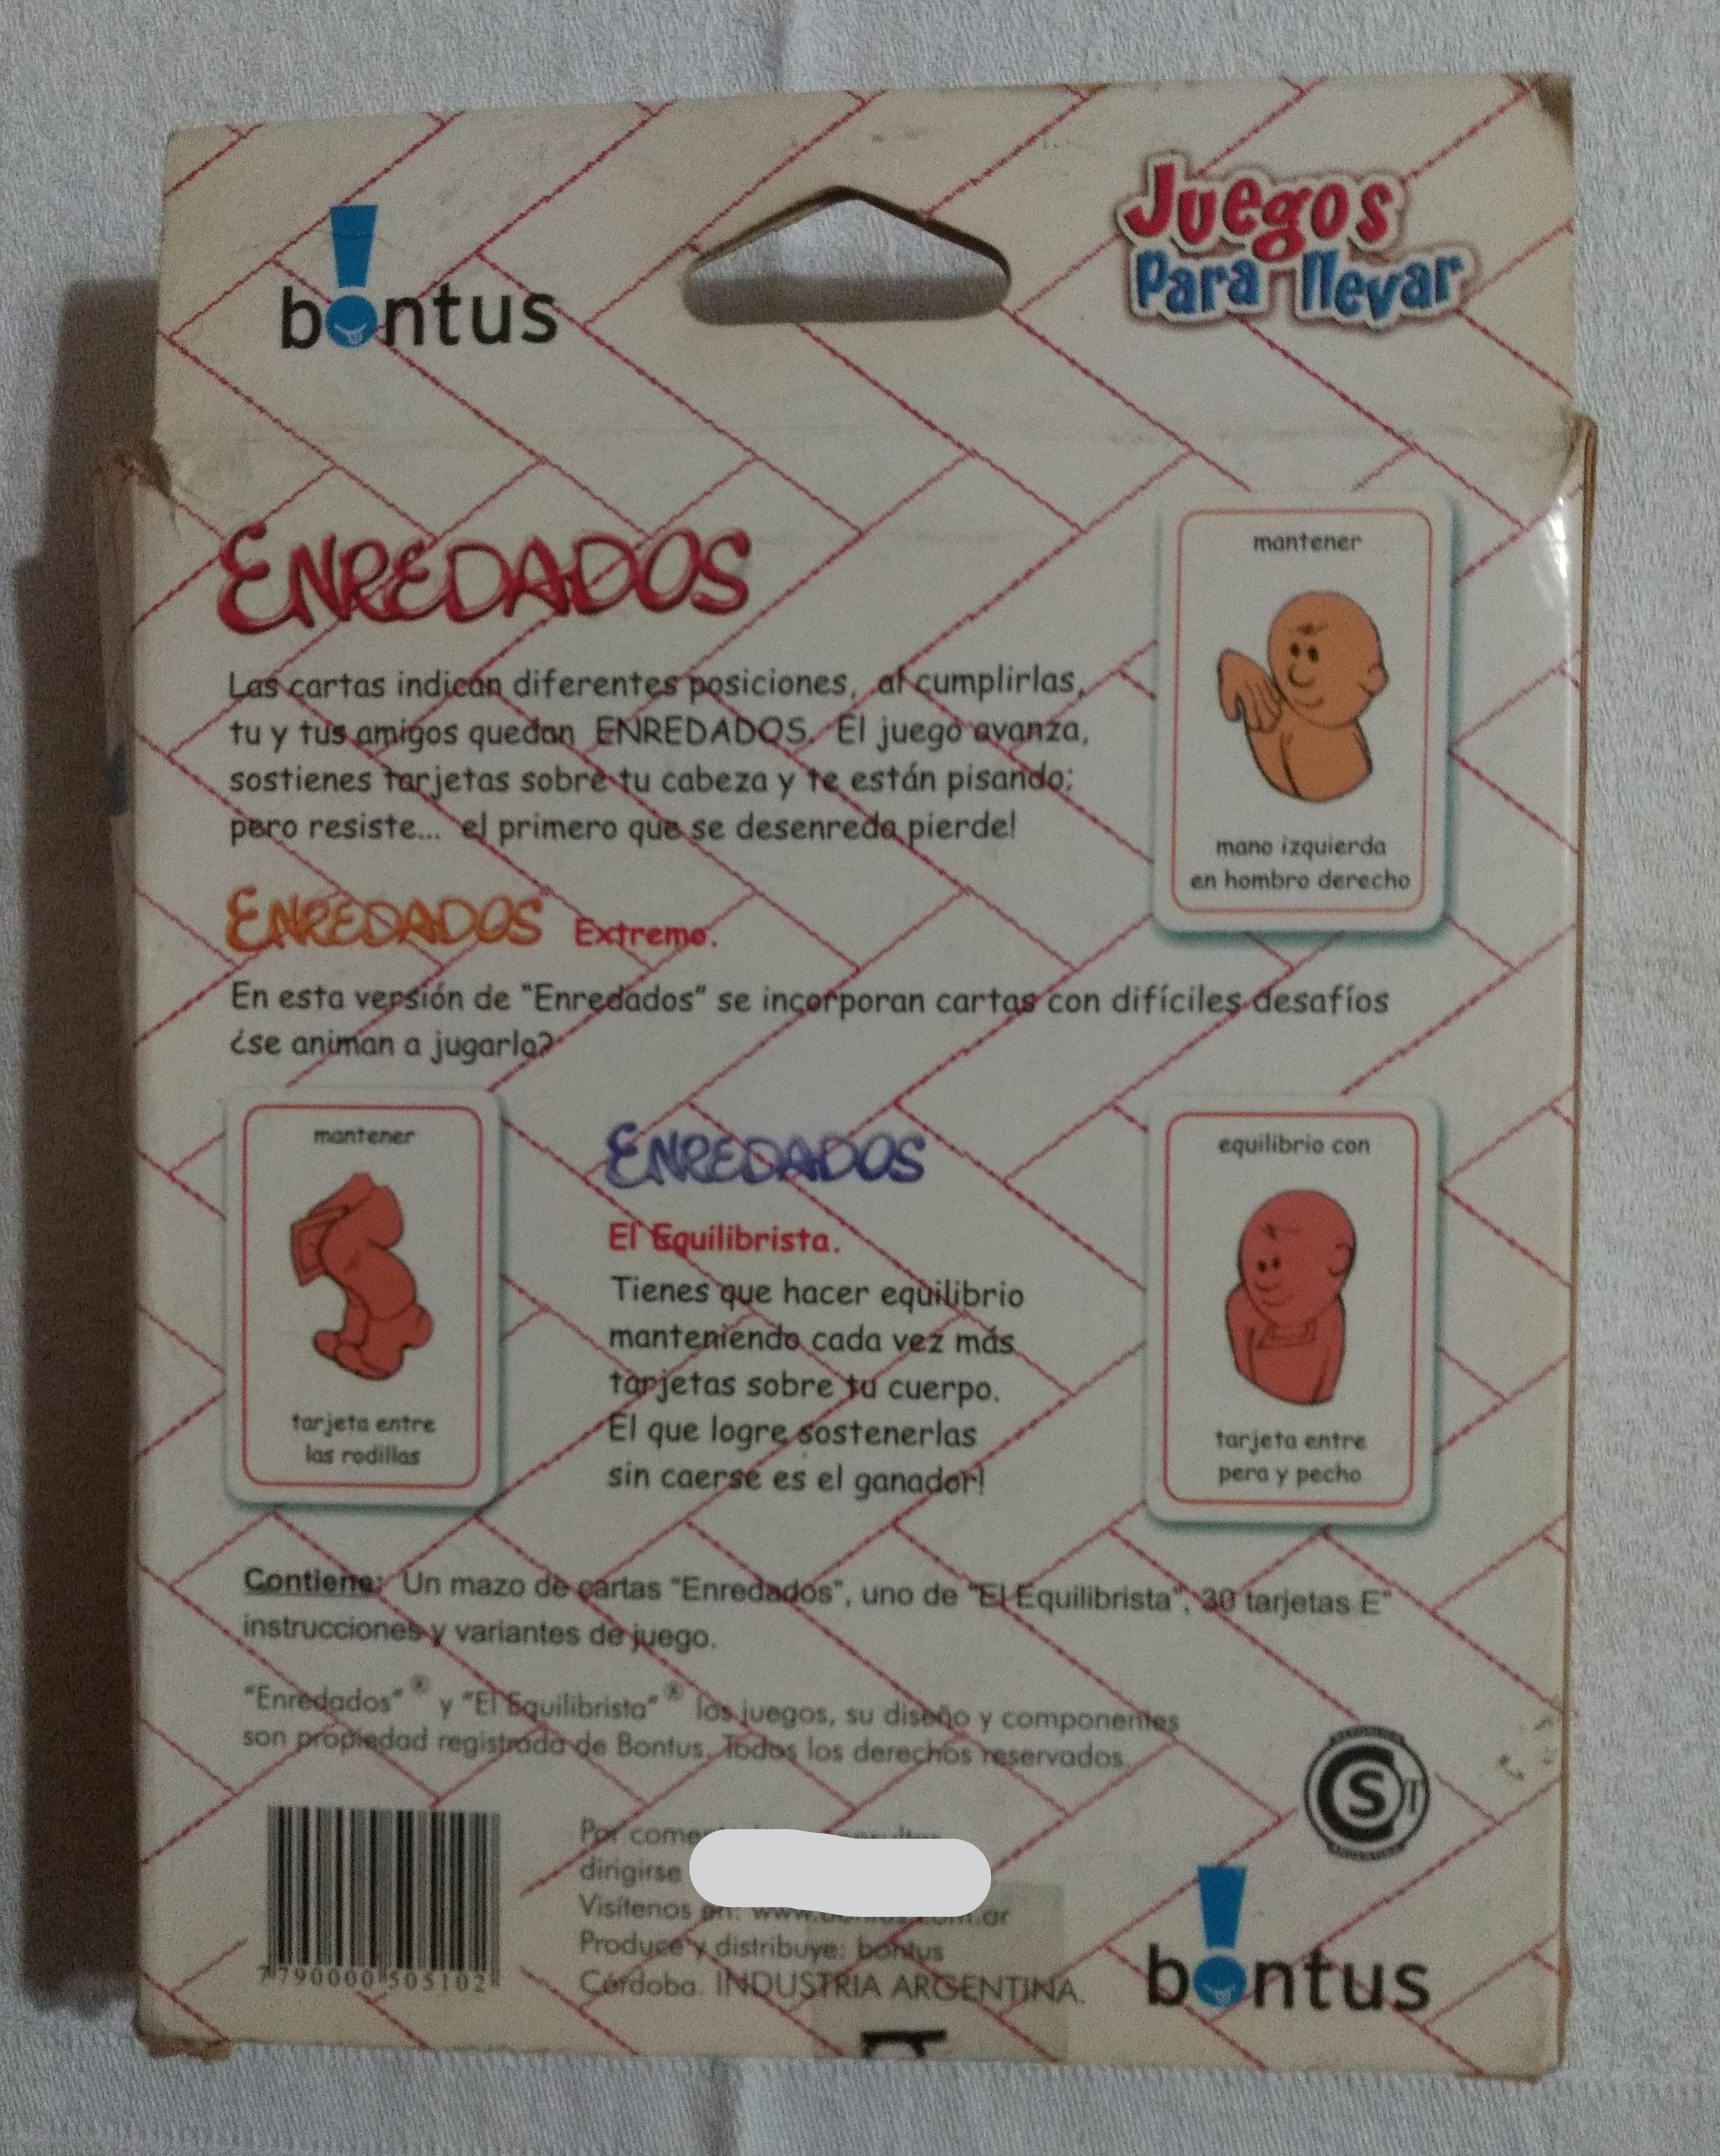 bontus
Juegos
Para llevar
ENREDADOS
Las cartas indican diferentes posiciones, al cumplirlas,
tu y tus amigos quedan ENREDADOS. El juego avanza,
sostienes tarjetas sobre tu cabeza y te están pisando;
pero resiste... el primero que se desenreda pierde!
mantener
mano izquierda
en hombro derecho
ENREDADOS Extremo.
En esta versión de "Enredados" se incorporan cartas con difíciles desafíos
¿se animan a jugarlo?
mantener
tarjeta entre
las rodillas
ENREDADOS
El Equilibrista.
Tienes que hacer equilibrio
manteniendo cada vez más
tarjetas sobre tu cuerpo.
El que logre sostenerlas
sin caerse es el ganador!
equilibrio con
tarjeta entre
pera y pecho
Contiene: Un mazo de cartas "Enredados", uno de "El Equilibrista", 30 tarjetas E"
instrucciones y variantes de juego.
"Enredados" ® y "El Equilibrista" ® los juegos, su diseño y componentes
son propiedad registrada de Bontus. Todos los derechos reservados.
7 790000 505102
Por
dirigirse
Visítenos en: www.bontus.com.ar
Produce y distribuye: bontus
Córdoba. INDUSTRIA ARGENTINA.
CST
bontus